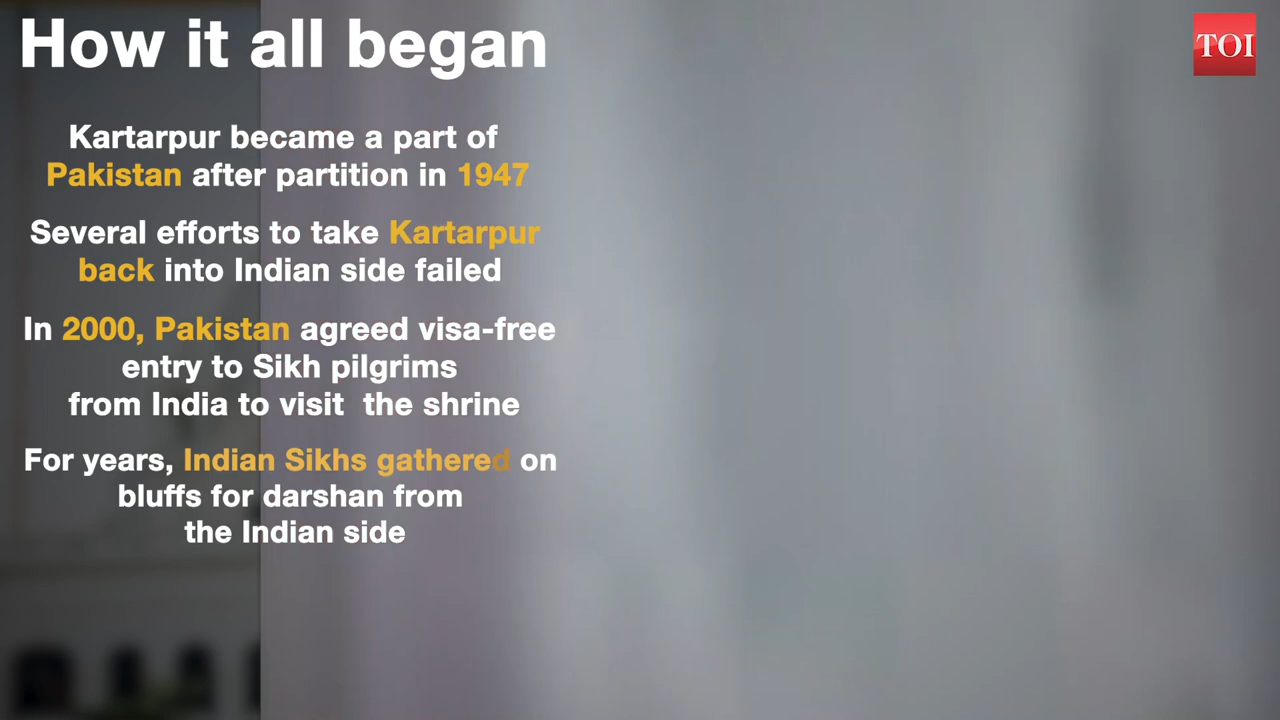 How it all began
TOI
Kartarpur became a part of
Pakistan after partition in 1947
Several efforts to take Kartarpur
back into Indian side failed
In 2000, Pakistan agreed visa-free
entry to Sikh pilgrims
from India to visit the shrine
For years, Indian Sikhs gathered on
bluffs for darshan from
the Indian side